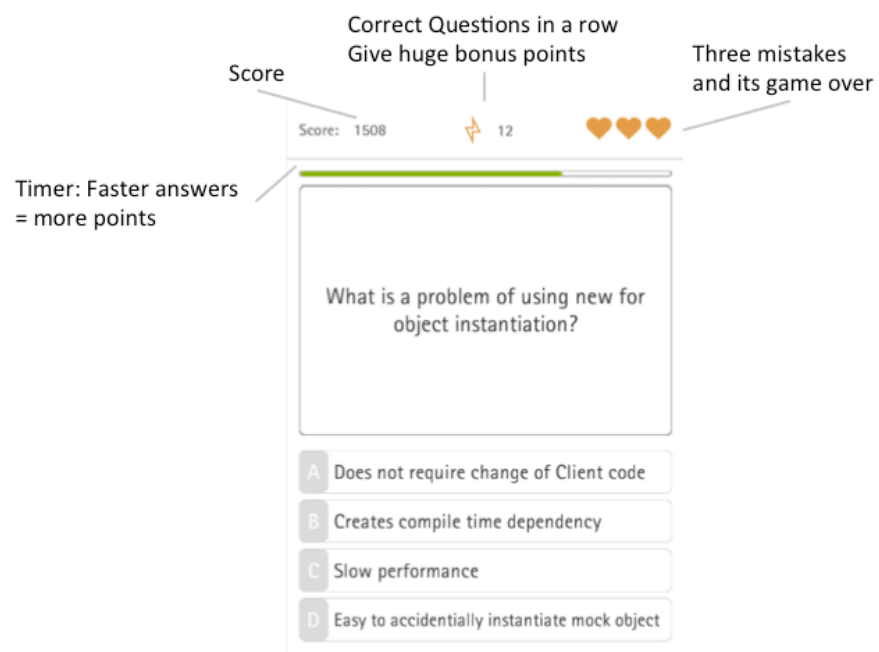 Correct Questions in a row
Give huge bonus points
Three mistakes
and its game over
Score
Score: 1508
12
Timer: Faster answers
= more points
What is a problem of using new for
object instantiation?
A Does not require change of Client code
B Creates compile time dependency
C Slow performance
D Easy to accidentially instantiate mock object